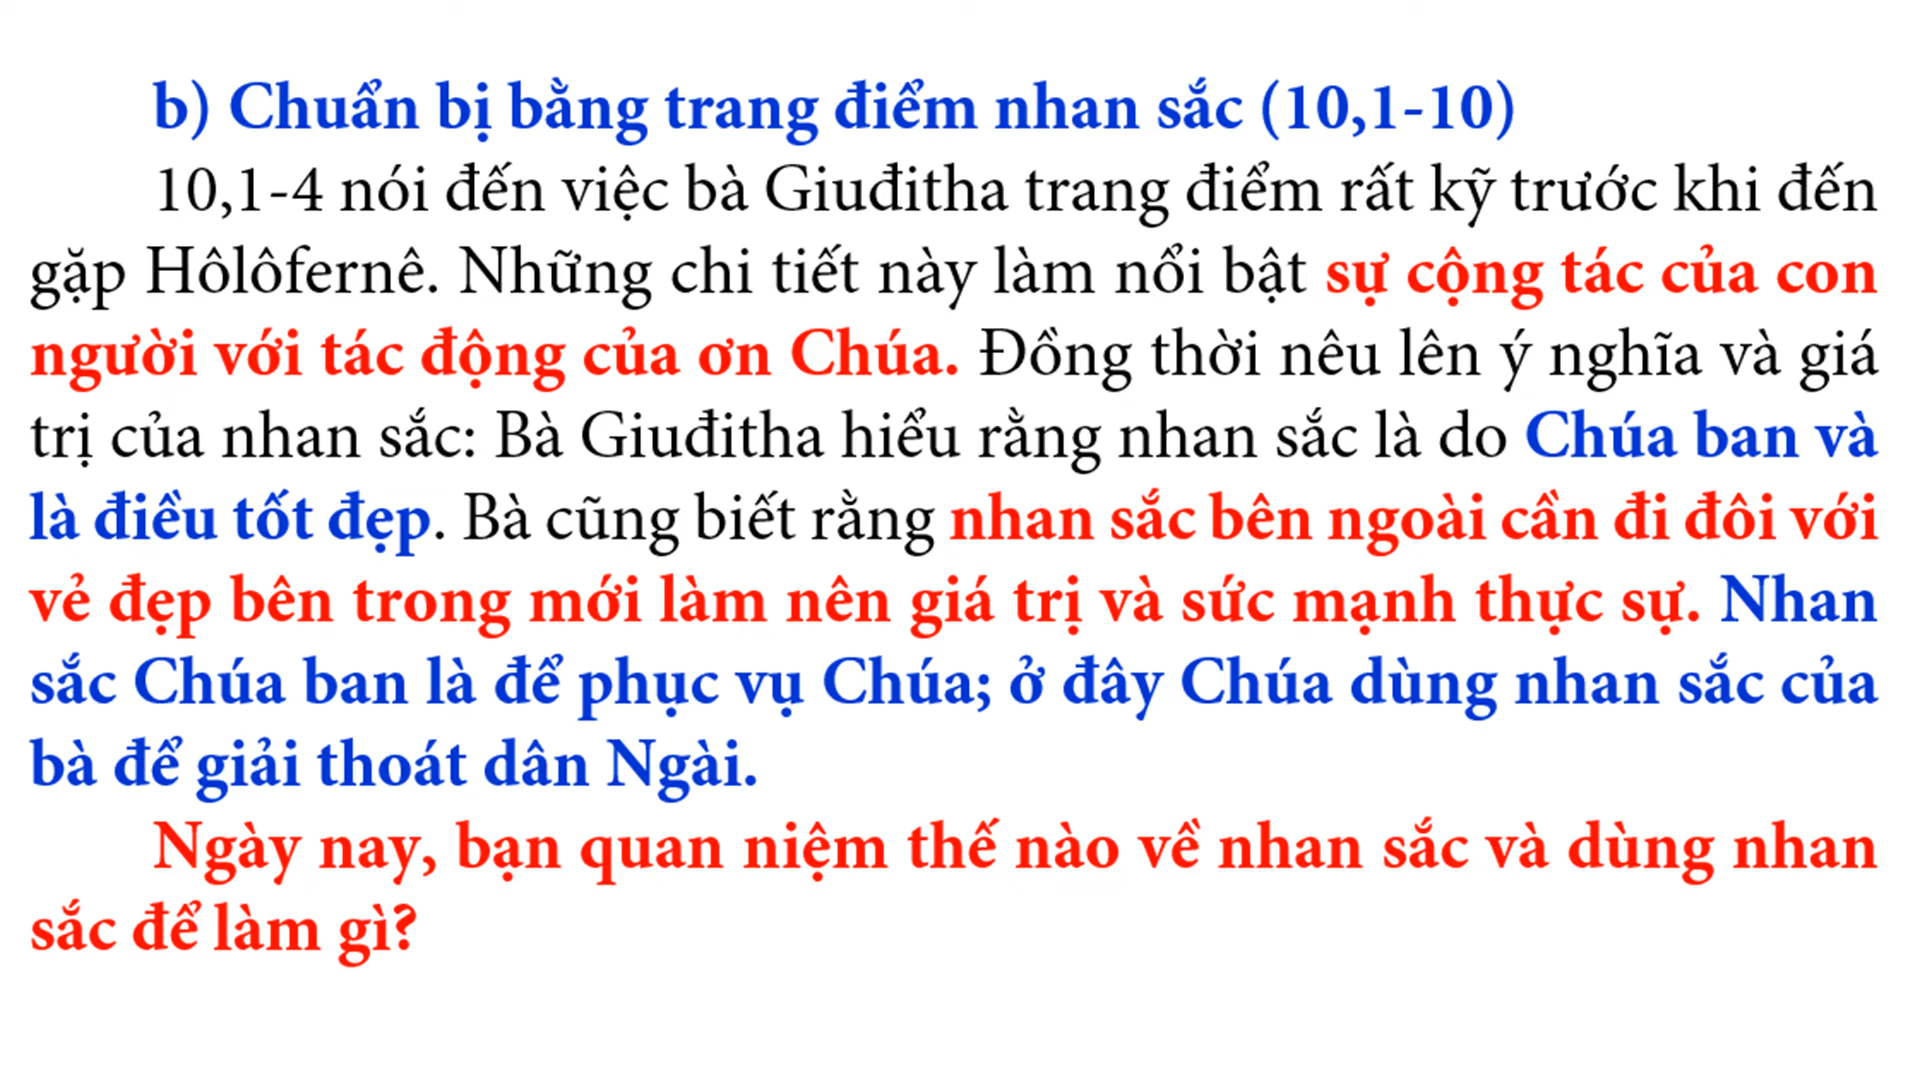 b) Chuẩn bị bằng trang điểm nhan sắc (10,1-10)
10,1-4 nói đến việc bà Giuđitha trang điểm rất kỹ trước khi đến
gặp Hôlôfernê. Những chi tiết này làm nổi bật sự cộng tác của con
người với tác động của ơn Chúa. Đồng thời nêu lên ý nghĩa và giá
trị của nhan sắc: Bà Giuđitha hiểu rằng nhan sắc là do Chúa ban và
là điều tốt đẹp. Bà cũng biết rằng nhan sắc bên ngoài cần đi đôi với
vẻ đẹp bên trong mới làm nên giá trị và sức mạnh thực sự. Nhan
sắc Chúa ban là để phục vụ Chúa; ở đây Chúa dùng nhan sắc của
bà để giải thoát dân Ngài.
Ngày nay, bạn quan niệm thế nào về nhan sắc và dùng nhan
sắc để làm gì?